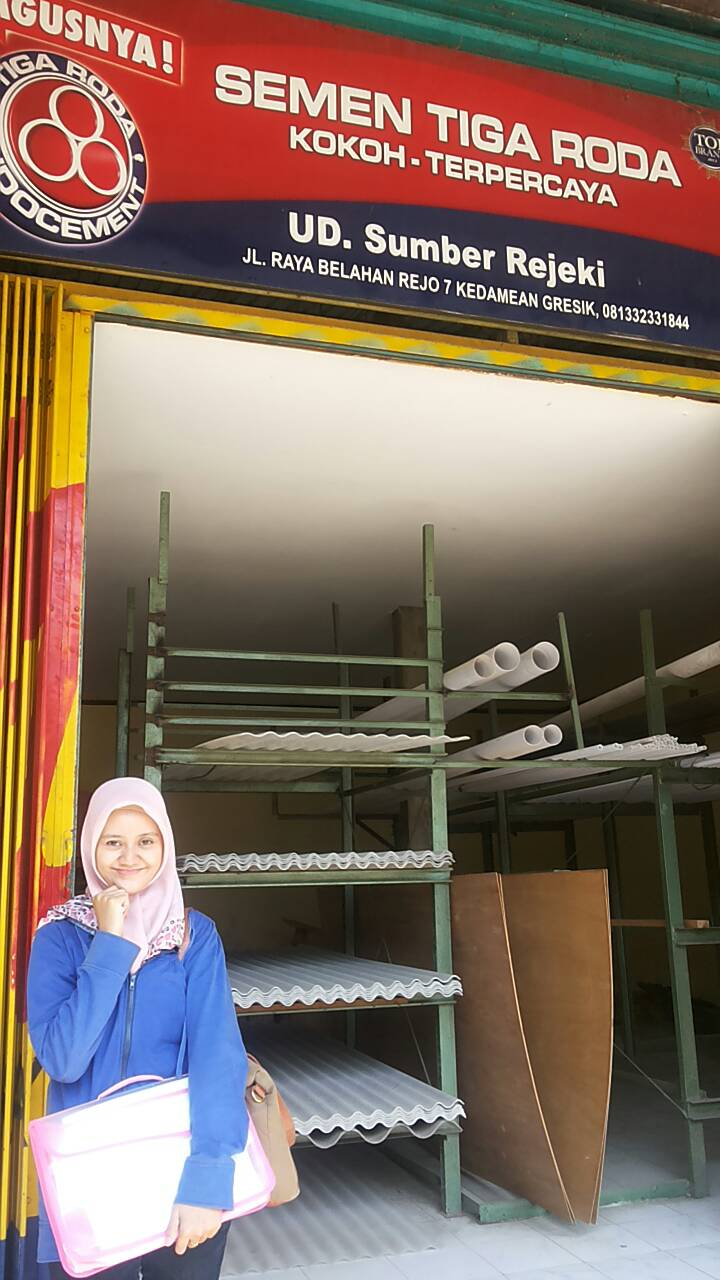 AGUSNYA!
TIGA RODA
SEMEN TIGA RODA
KOKOH - TERPERCAYA
UD. Sumber Rejeki
JL. RAYA BELAHAN REJO 7 KEDAMEAN GRESIK, 081332331844